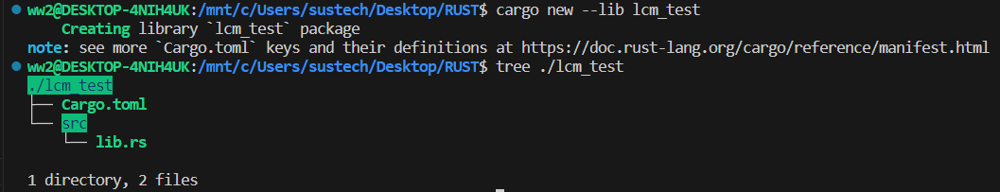 ww2@DESKTOP-4NIH4UK:/mnt/c/Users/sustech/Desktop/RUST$ cargo new --lib lcm_test
    Creating library `lcm_test` package
note: see more `Cargo.toml` keys and their definitions at https://doc.rust-lang.org/cargo/reference/manifest.html
ww2@DESKTOP-4NIH4UK:/mnt/c/Users/sustech/Desktop/RUST$ tree ./lcm_test
./lcm_test
├── Cargo.toml
└── src
    └── lib.rs
1 directory, 2 files